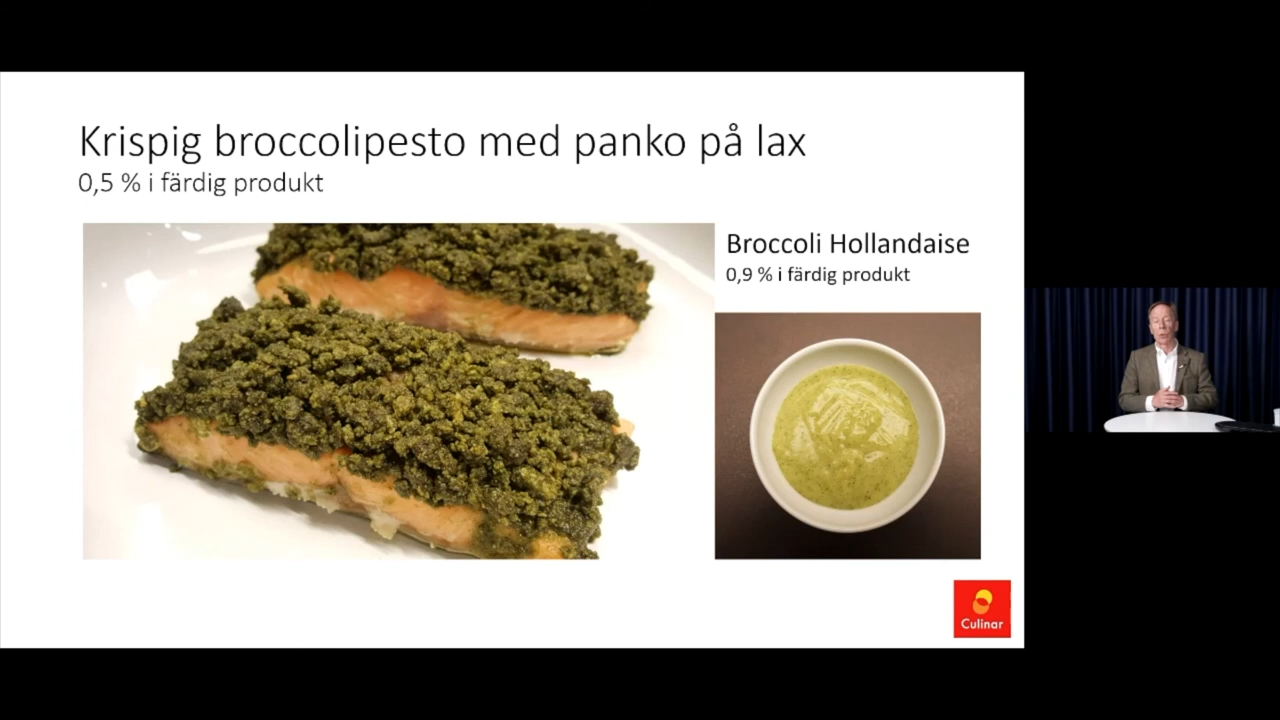 Krispig broccolipesto med panko på lax
0,5 % i färdig produkt
Broccoli Hollandaise
0,9 % i färdig produkt
Culinar